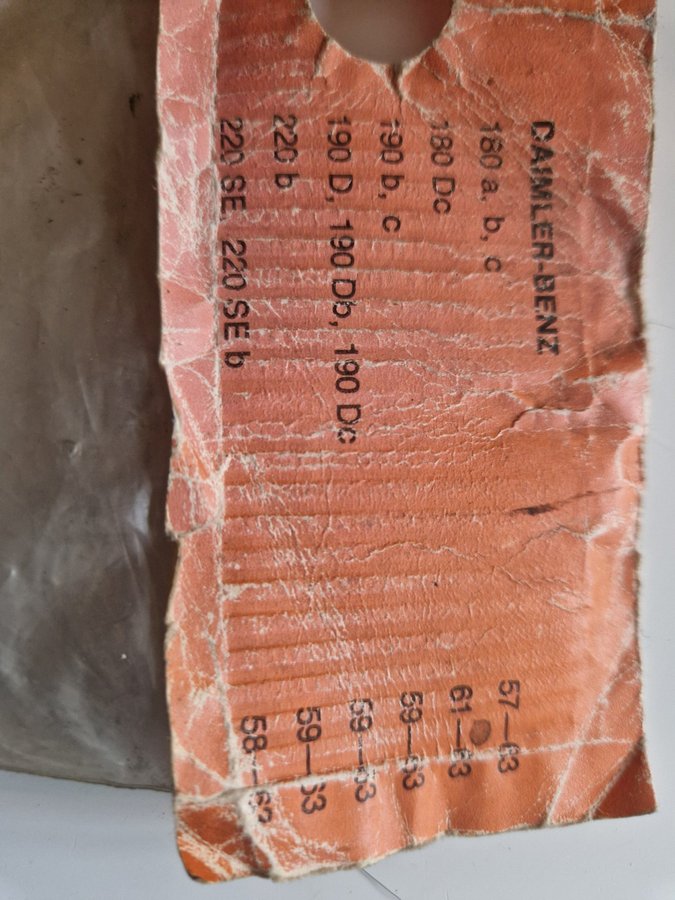 DAIMLER-BENZ
180 a, b, c 57—63
180 Dc 61—63
190 b, c 59—63
190 D, 190 Db, 190 Dc 59—63
220 b 59—63
220 SE, 220 SE b 58—